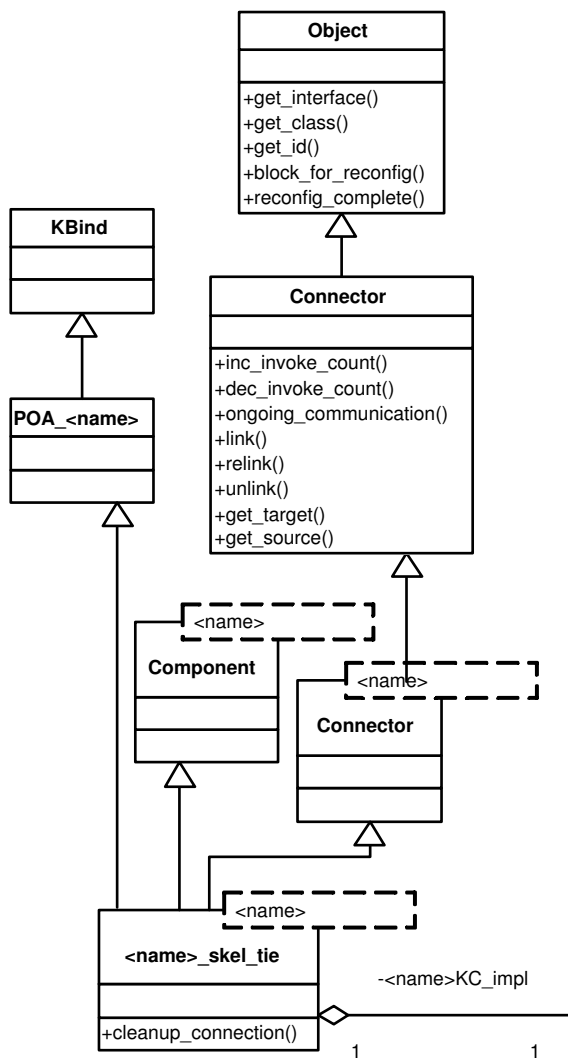 Object
+get_interface()
+get_class()
+get_id()
+block_for_reconfig()
+reconfig_complete()
KBind
Connector
+inc_invoke_count()
+dec_invoke_count()
+ongoing_communication()
+link()
+relink()
+unlink()
+get_target()
+get_source()
POA_<name>
<name>
Component
<name>
Connector
<name>
<name>_skel_tie
+cleanup_connection()
-<name>KC_impl
1 1